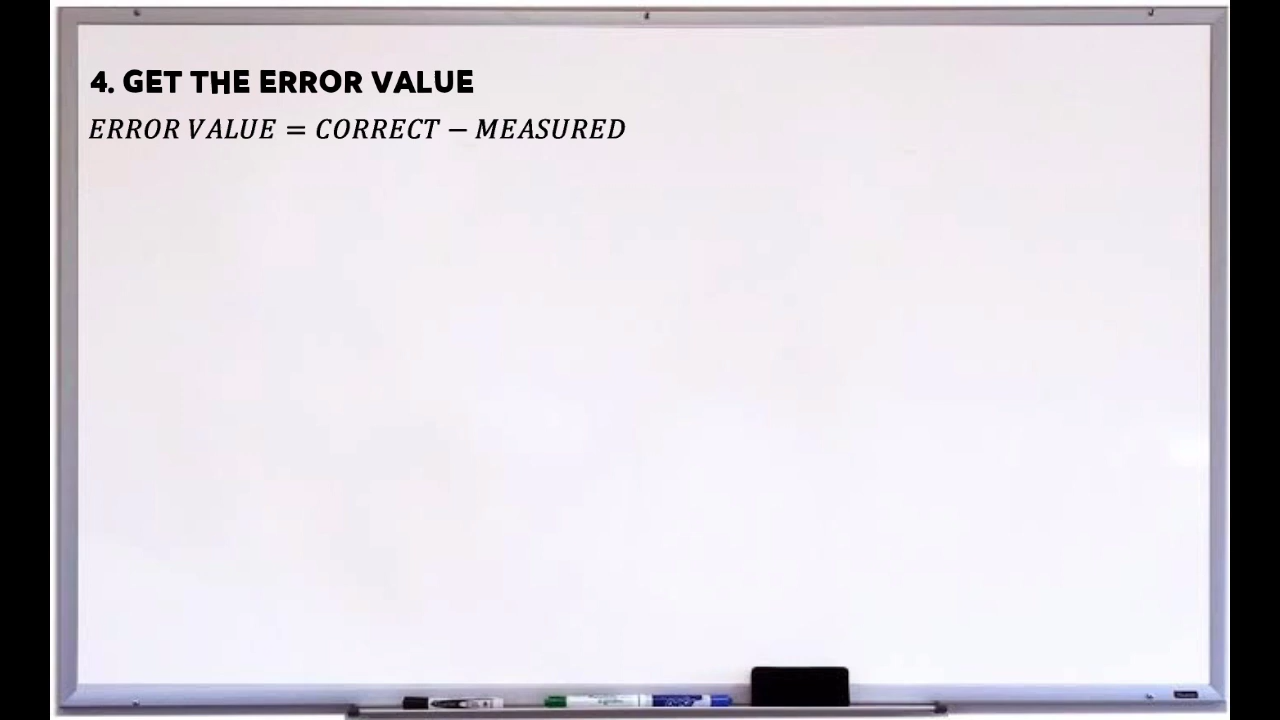 4. GET THE ERROR VALUE
ERROR VALUE = CORRECT − MEASURED